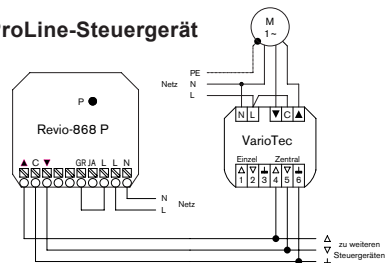 ProLine-Steuergerät
M
1~
PE
Netz N
L
P
Revio-868 P
▲ C ▼ GR JA L L N
N L ▼ C ▲
VarioTec
Einzel Zentral
1 2 3 4 5 6
N
L
Netz
zu weiteren
Steuergeräten